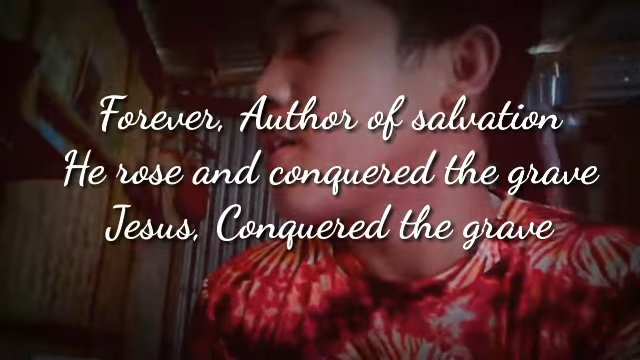 Forever, Author of salvation
He rose and conquered the grave
Jesus, Conquered the grave